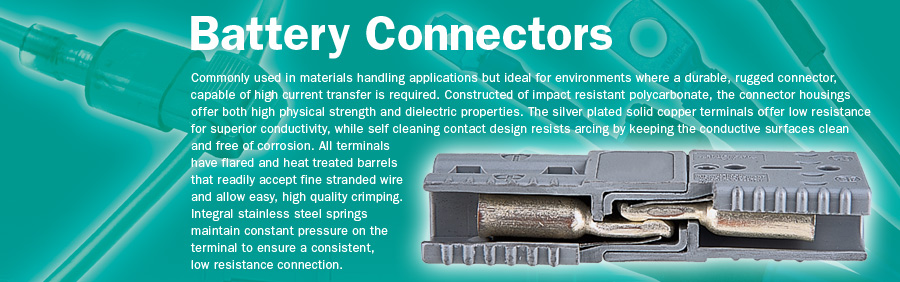 Battery Connectors
Commonly used in materials handling applications but ideal for environments where a durable, rugged connector,
capable of high current transfer is required. Constructed of impact resistant polycarbonate, the connector housings
offer both high physical strength and dielectric properties. The silver plated solid copper terminals offer low resistance
for superior conductivity, while self cleaning contact design resists arcing by keeping the conductive surfaces clean
and free of corrosion. All terminals
have flared and heat treated barrels
that readily accept fine stranded wire
and allow easy, high quality crimping.
Integral stainless steel springs
maintain constant pressure on the
terminal to ensure a consistent,
low resistance connection.